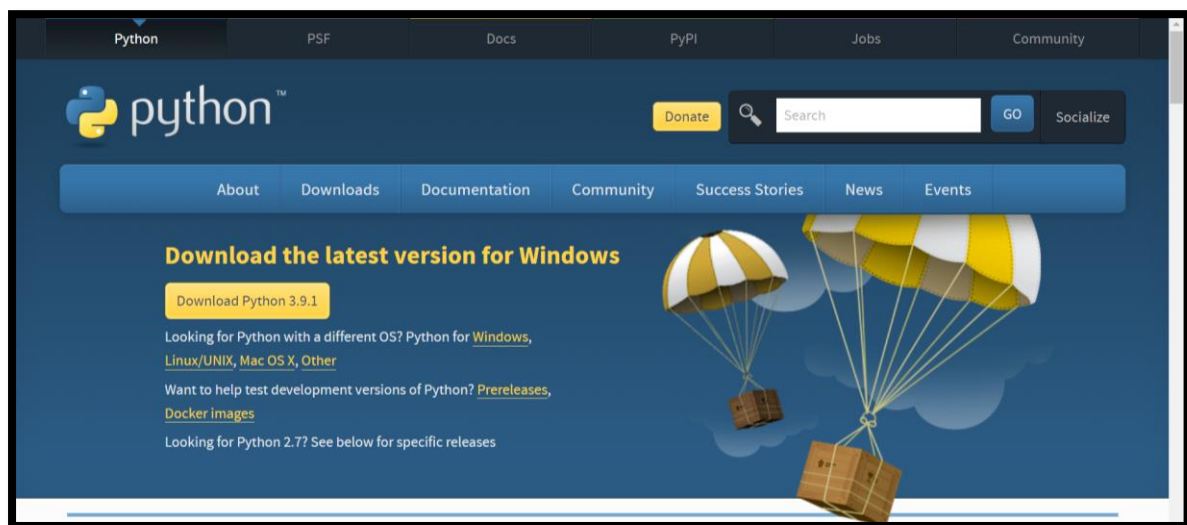 Python PSF Docs PyPI Jobs Community
python™
Donate Search GO Socialize
About Downloads Documentation Community Success Stories News Events
Download the latest version for Windows
Download Python 3.9.1
Looking for Python with a different OS? Python for Windows,
Linux/UNIX, Mac OS X, Other
Want to help test development versions of Python? Prereleases,
Docker images
Looking for Python 2.7? See below for specific releases